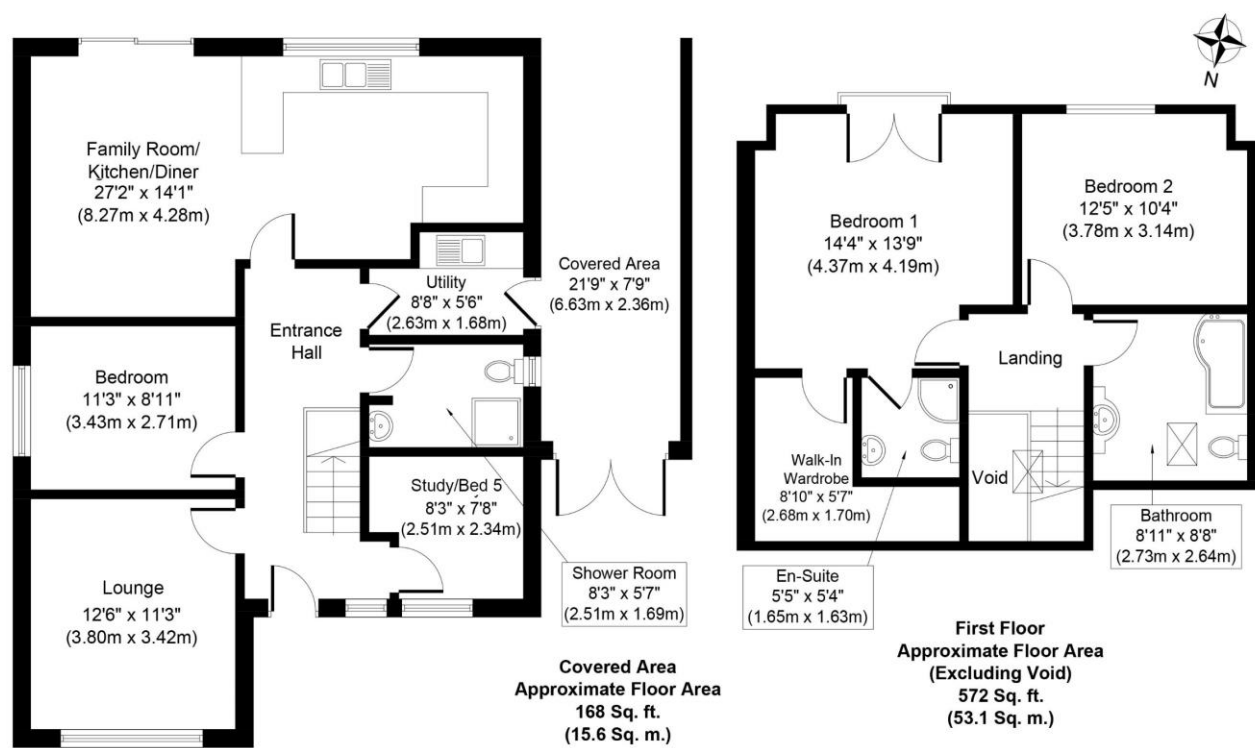 Family Room/
Kitchen/Diner
27'2" x 14'1"
(8.27m x 4.28m)
Utility
8'8" x 5'6"
(2.63m x 1.68m)
Covered Area
21'9" x 7'9"
(6.63m x 2.36m)
Entrance
Hall
Bedroom
11'3" x 8'11"
(3.43m x 2.71m)
Study/Bed 5
8'3" x 7'8"
(2.51m x 2.34m)
Lounge
12'6" x 11'3"
(3.80m x 3.42m)
Shower Room
8'3" x 5'7"
(2.51m x 1.69m)
Covered Area
Approximate Floor Area
168 Sq. ft.
(15.6 Sq. m.)
N
Bedroom 1
14'4" x 13'9"
(4.37m x 4.19m)
Bedroom 2
12'5" x 10'4"
(3.78m x 3.14m)
Landing
Walk-In
Wardrobe
8'10" x 5'7"
(2.68m x 1.70m)
Void
En-Suite
5'5" x 5'4"
(1.65m x 1.63m)
Bathroom
8'11" x 8'8"
(2.73m x 2.64m)
First Floor
Approximate Floor Area
(Excluding Void)
572 Sq. ft.
(53.1 Sq. m.)